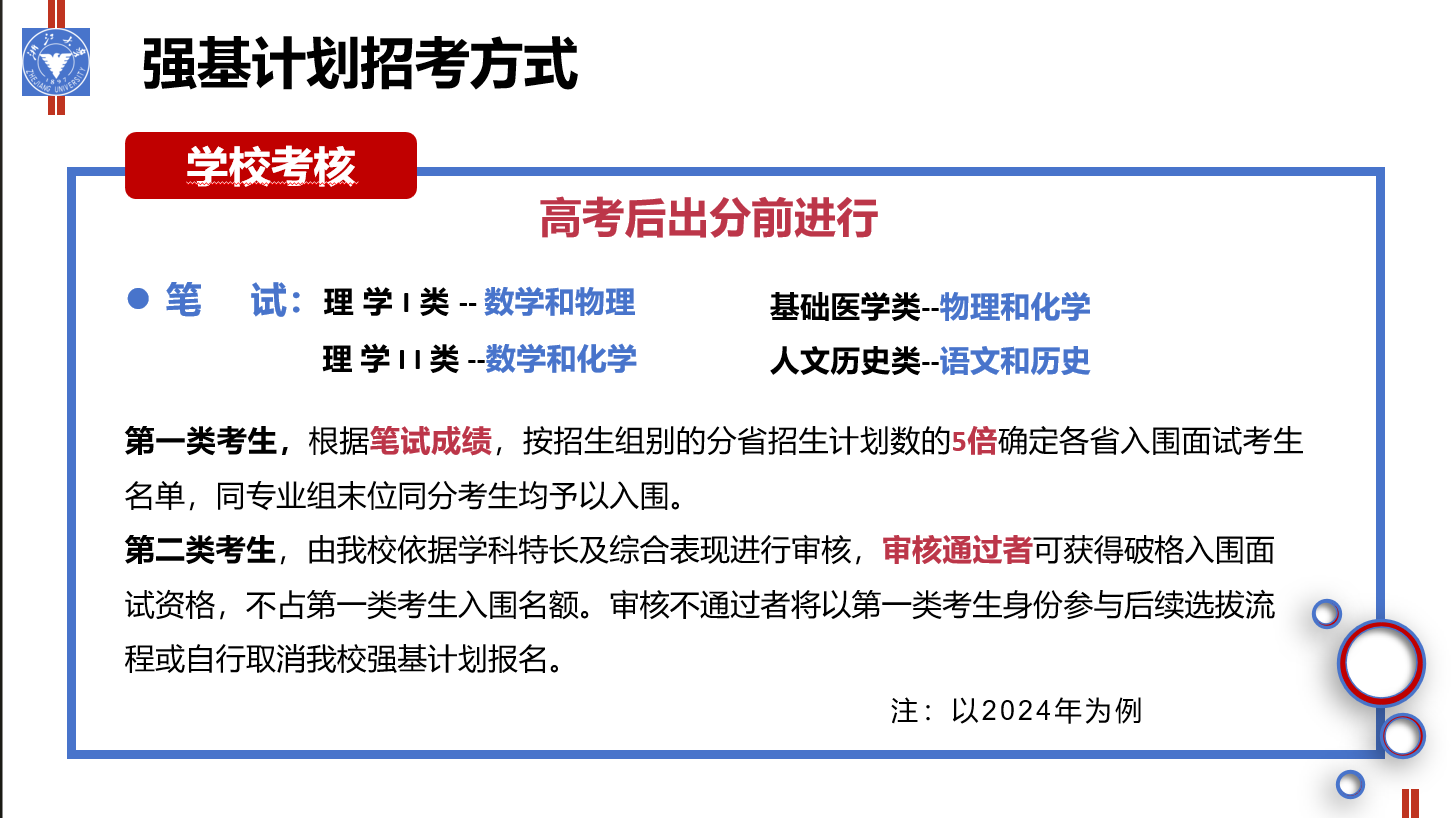 浙江大学
1897
ZHEJIANG UNIVERSITY
强基计划招考方式
学校考核
高考后出分前进行
● 笔 试：理 学 I 类 -- 数学和物理 基础医学类--物理和化学
理 学 I I 类 --数学和化学 人文历史类--语文和历史
第一类考生，根据笔试成绩，按招生组别的分省招生计划数的5倍确定各省入围面试考生
名单，同专业组末位同分考生均予以入围。
第二类考生，由我校依据学科特长及综合表现进行审核，审核通过者可获得破格入围面
试资格，不占第一类考生入围名额。审核不通过者将以第一类考生身份参与后续选拔流
程或自行取消我校强基计划报名。
注：以2024年为例